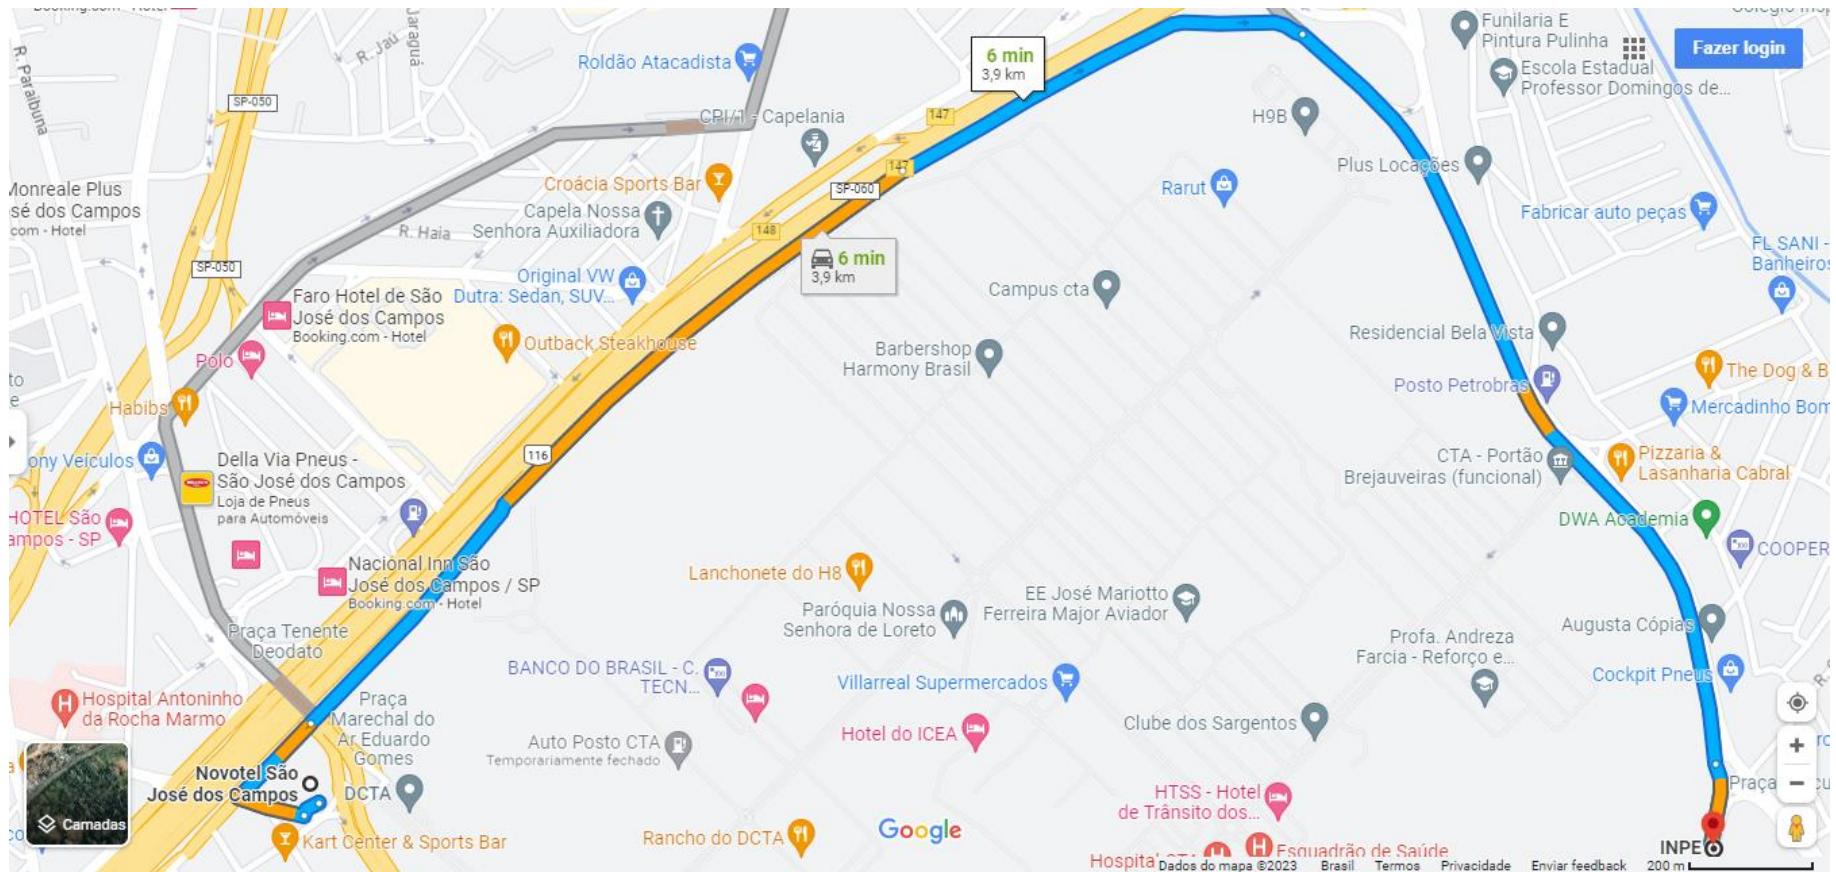 Booking.com - Hotel
Jaraguá
R. Jaú
R. Paraibuna
Roldão Atacadista
6 min
3,9 km
Funilaria E
Pintura Pulinha
Fazer login
Escola Estadual
Professor Domingos de...
SP-050
CPI/1 - Capelania
147
H9B
147
Plus Locações
Monreale Plus
sé dos Campos
com - Hotel
Croácia Sports Bar
SP-060
Rarut
Capela Nossa
Senhora Auxiliadora
R. Haia
148
Fabricar auto peças
FL SANI -
Banheiros
SP-050
6 min
3,9 km
Original VW
Dutra: Sedan, SUV...
Campus cta
Faro Hotel de São
José dos Campos
Booking.com - Hotel
Outback Steakhouse
Barbershop
Harmony Brasil
Residencial Bela Vista
Polo
Posto Petrobras
The Dog & B
Habibs
Mercadinho Bom
116
ony Veículos
Della Via Pneus -
São José dos Campos
Loja de Pneus
para Automóveis
CTA - Portão
Brejauveiras (funcional)
Pizzaria &
Lasanharia Cabral
HOTEL São
ampos - SP
DWA Academia
COOPER
Nacional Inn São
José dos Campos / SP
Booking.com - Hotel
Lanchonete do H8
EE José Mariotto
Ferreira Major Aviador
Paróquia Nossa
Senhora de Loreto
Praça Tenente
Deodato
Augusta Cópias
Profa. Andreza
Farcia - Reforço e...
BANCO DO BRASIL - C.
TECN...
Villarreal Supermercados
Cockpit Pneus
Hospital Antoninho
da Rocha Marmo
Praça
Marechal do
Ar Eduardo
Gomes
Clube dos Sargentos
Hotel do ICEA
Auto Posto CTA
Temporariamente fechado
Novotel São
José dos Campos
DCTA
HTSS - Hotel
de Trânsito dos...
Praça
Camadas
Kart Center & Sports Bar
Rancho do DCTA
Google
INPE
Hospital
Esquadrão de Saúde
Dados do mapa ©2023 Brasil Termos Privacidade Enviar feedback 200 m